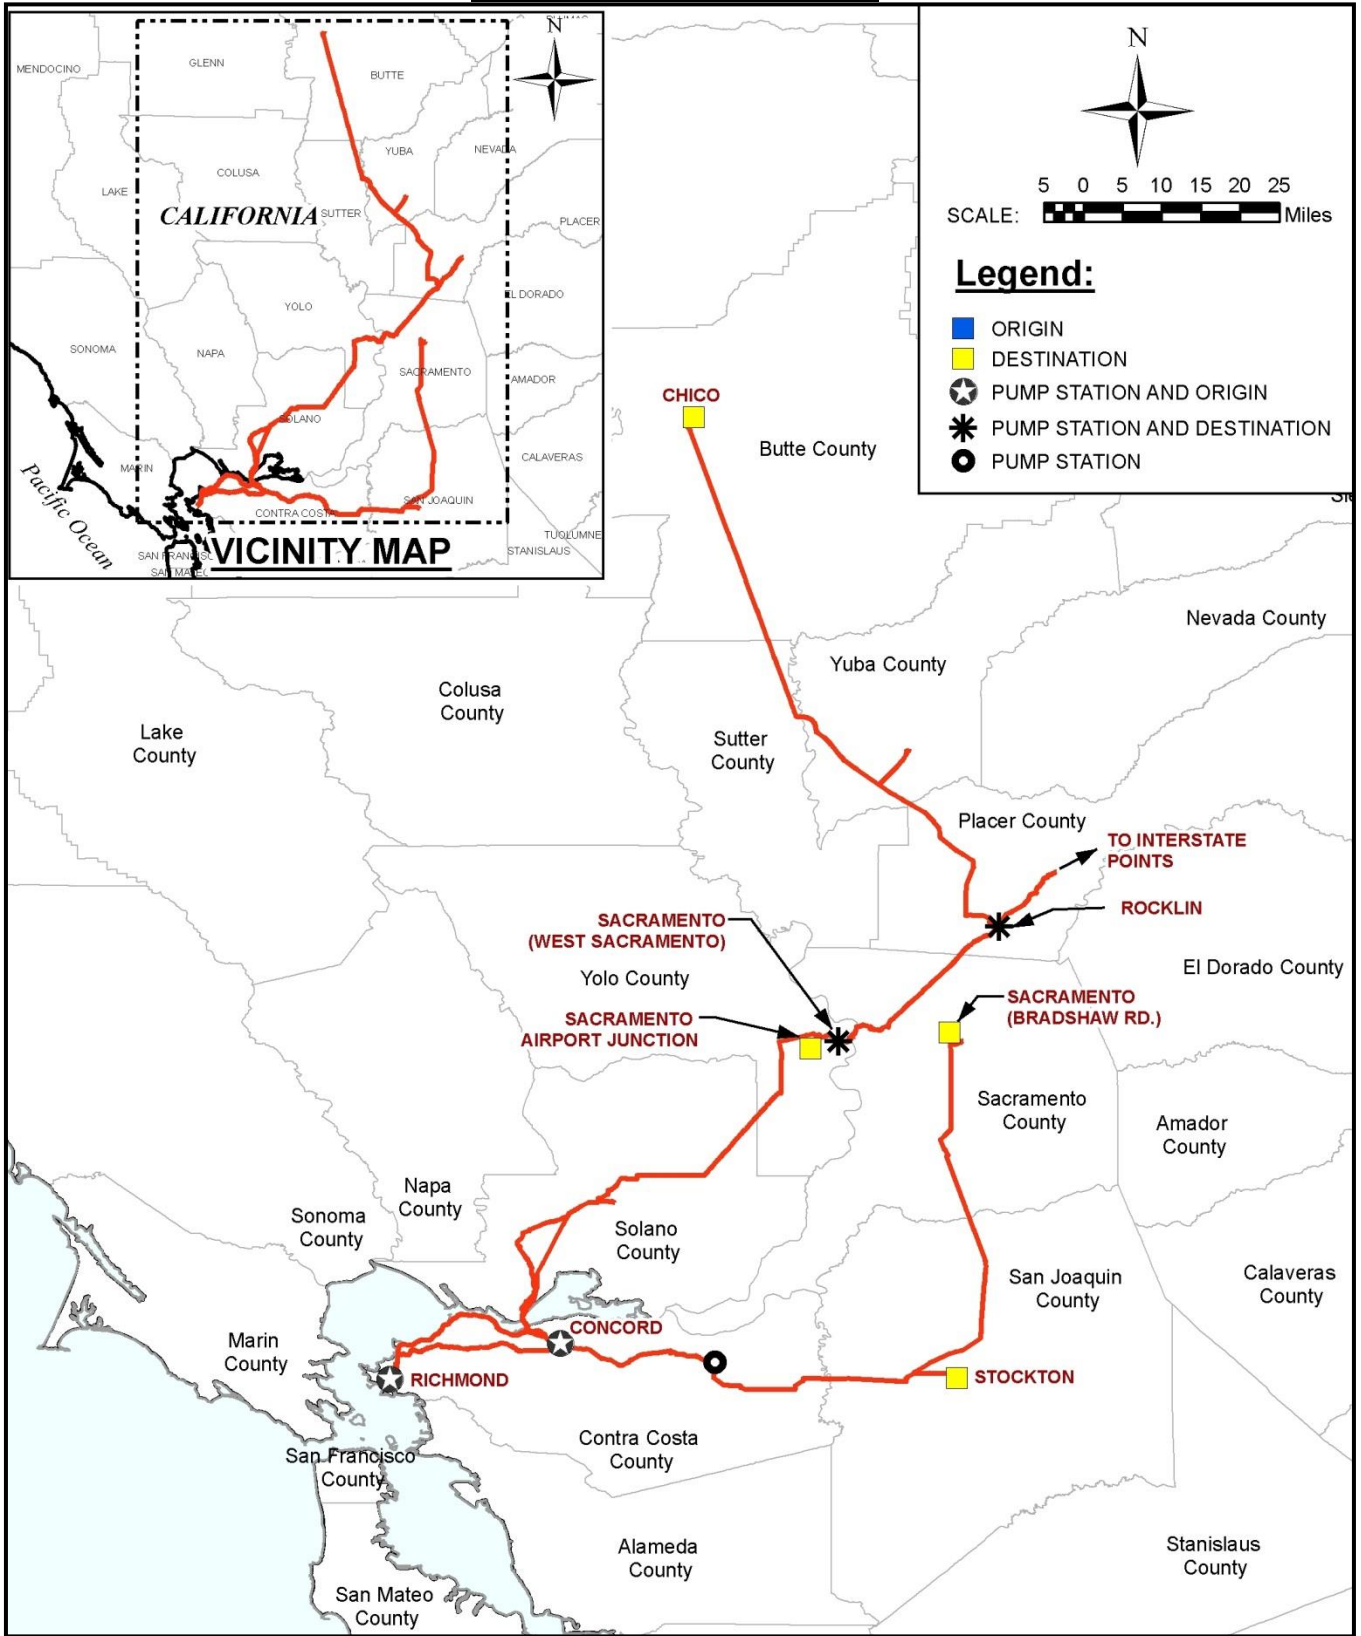 N
MENDOCINO
GLENN
BUTTE
YUBA
NEVADA
COLUSA
LAKE
CALIFORNIA
SUTTER
PLACER
YOLO
EL DORADO
SONOMA
NAPA
SACRAMENTO
AMADOR
SOLANO
MARIN
CALAVERAS
Pacific Ocean
SAN JOAQUIN
CONTRA COSTA
TUOLUMNE
SAN FRANCISC
STANISLAUS
SAN MATEO
VICINITY MAP
N
5 0 5 10 15 20 25
SCALE:
Miles
Legend:
ORIGIN
DESTINATION
PUMP STATION AND ORIGIN
PUMP STATION AND DESTINATION
PUMP STATION
CHICO
Butte County
Nevada County
Yuba County
Colusa
County
Lake
County
Sutter
County
Placer County
TO INTERSTATE
POINTS
ROCKLIN
SACRAMENTO
(WEST SACRAMENTO)
Yolo County
El Dorado County
SACRAMENTO
(BRADSHAW RD.)
SACRAMENTO
AIRPORT JUNCTION
Sacramento
County
Amador
County
Napa
County
Sonoma
County
Solano
County
San Joaquin
County
Calaveras
County
CONCORD
Marin
County
RICHMOND
STOCKTON
Contra Costa
County
San Francisco
County
Alameda
County
Stanislaus
County
San Mateo
County